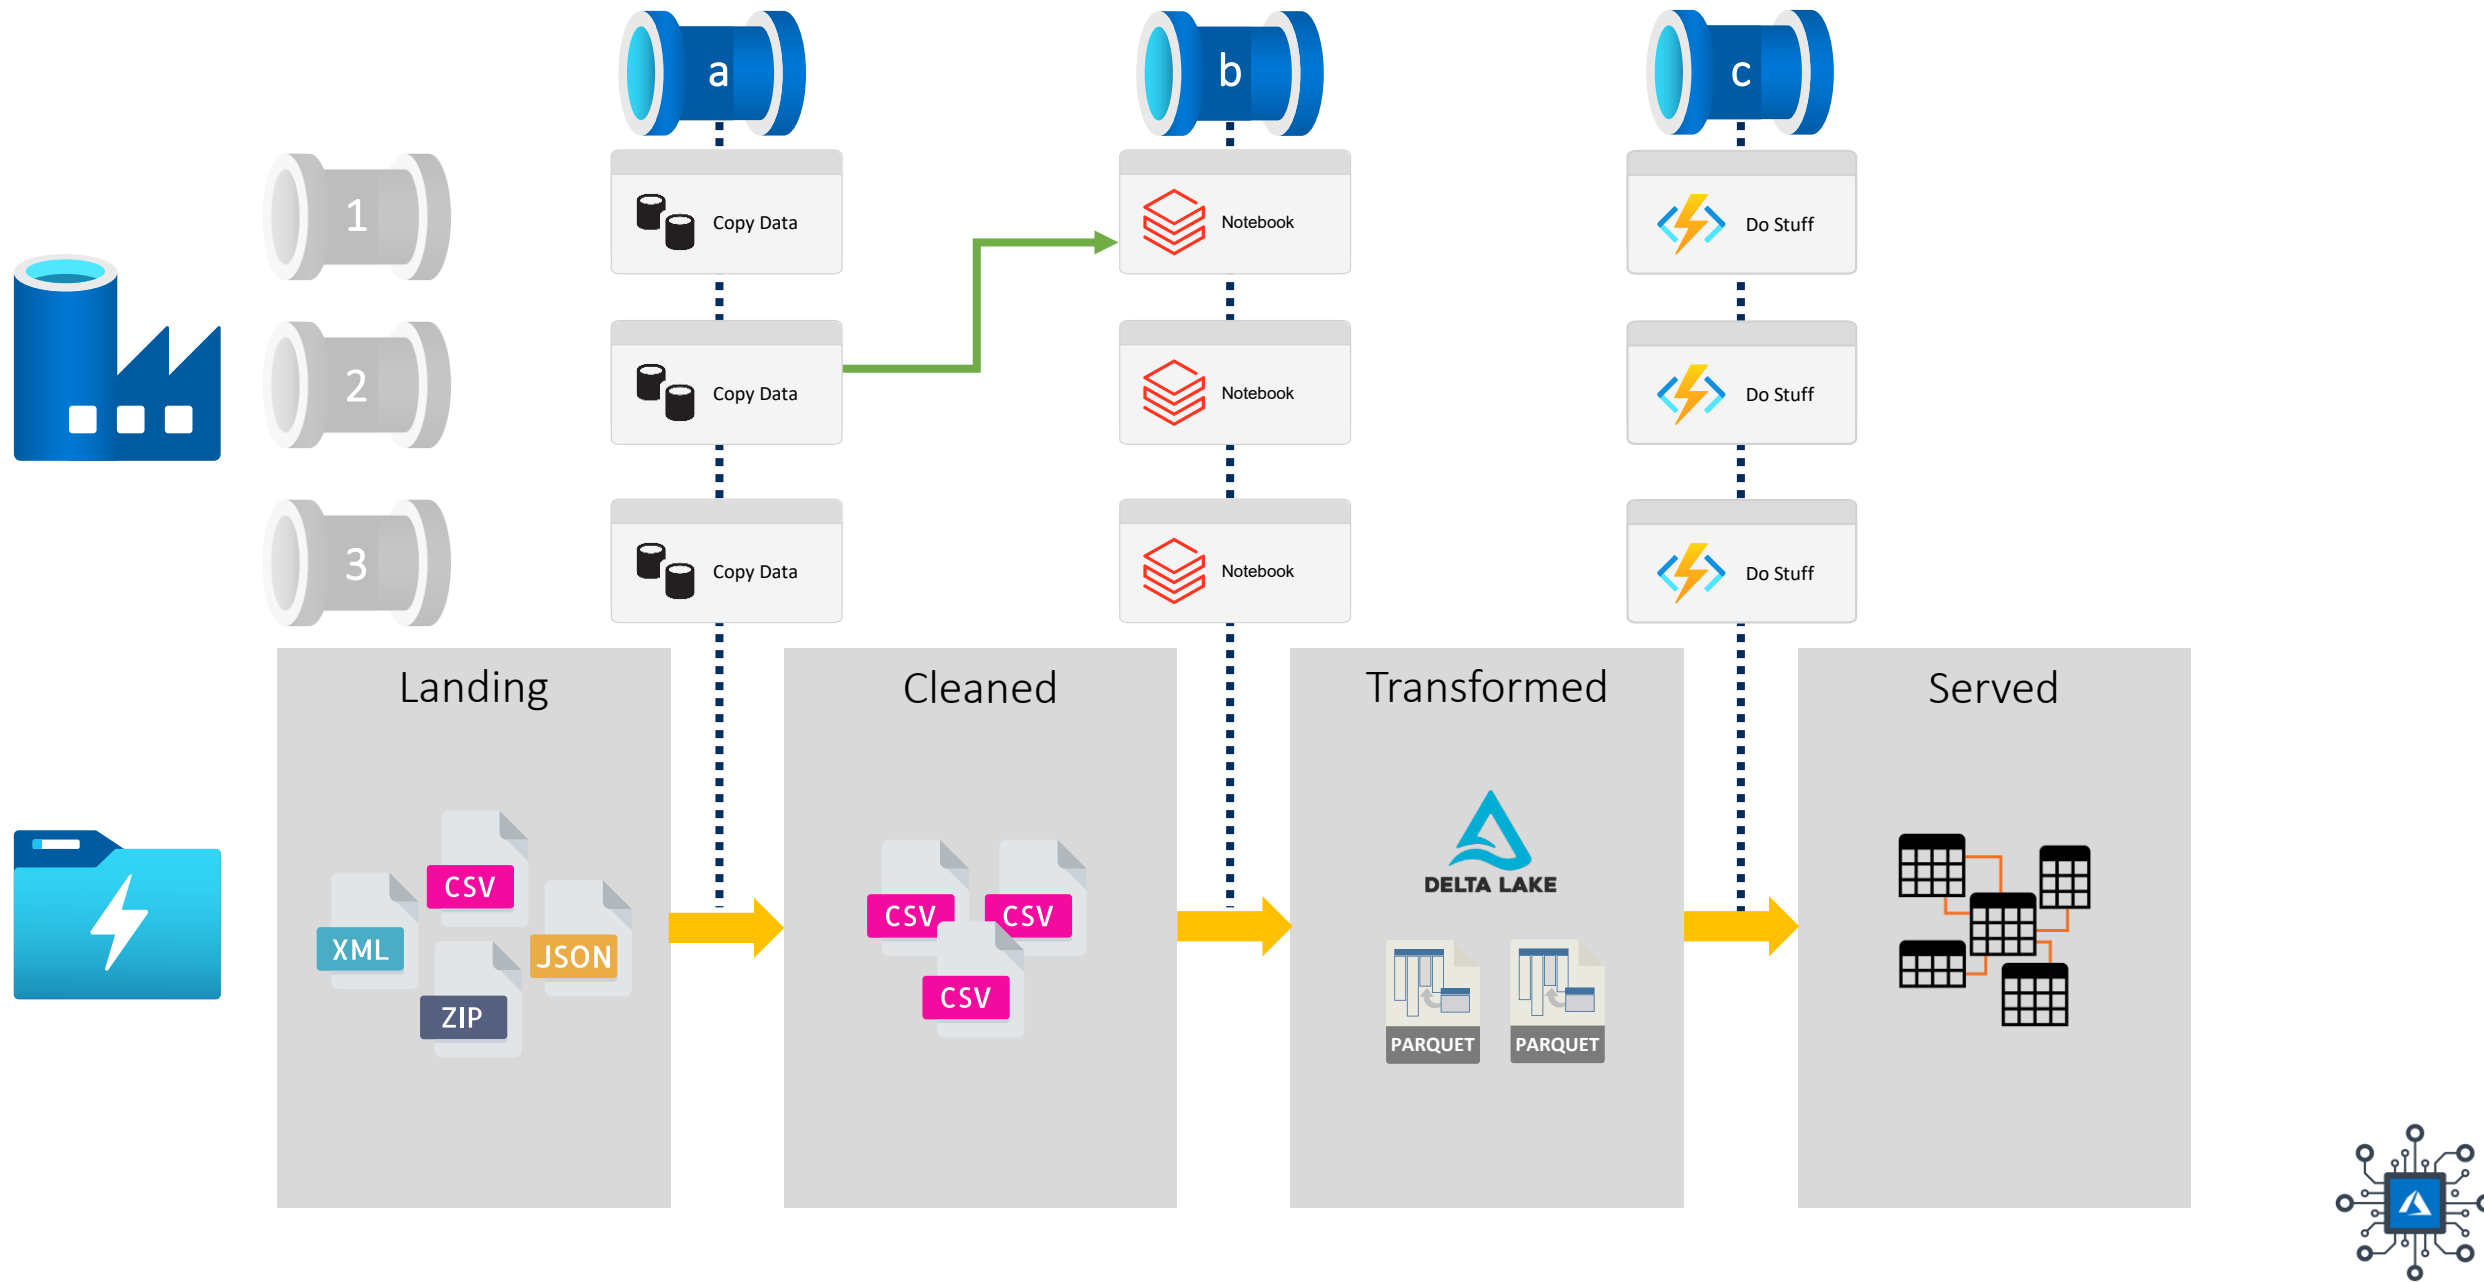 a
b
c
1
Copy Data
Notebook
Do Stuff
2
Copy Data
Notebook
Do Stuff
3
Copy Data
Notebook
Do Stuff
Landing
Cleaned
Transformed
Served
CSV
XML
JSON
ZIP
CSV
CSV
CSV
DELTA LAKE
PARQUET
PARQUET